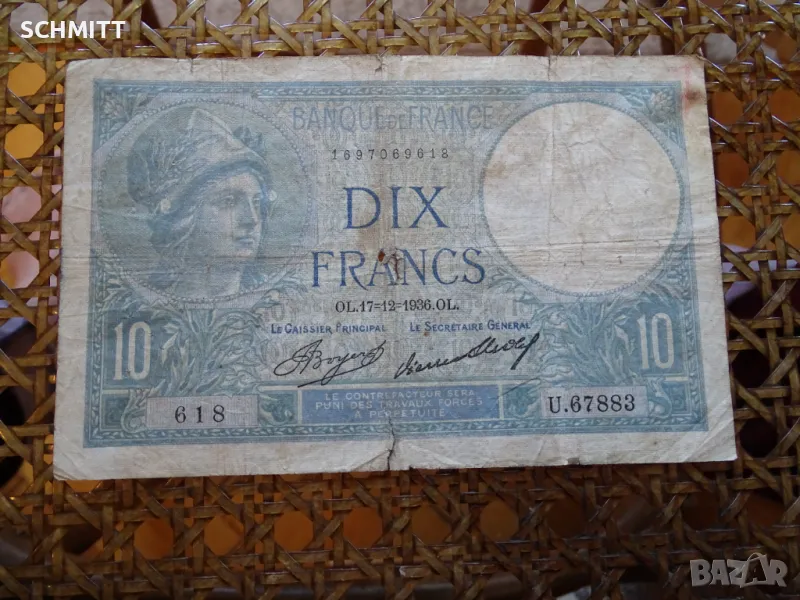 SCHMITT
BANQUE DE FRANCE
1697069618
DIX
FRANCS
OL.17=12=1936.OL.
LE CAISSIER PRINCIPAL LE SECRÉTAIRE GÉNÉRAL
10 10
618 U.67883
LE CONTREFACTEUR SERA
PUNI DES TRAVAUX FORCÉS
À PERPÉTUITÉ
BAZAR